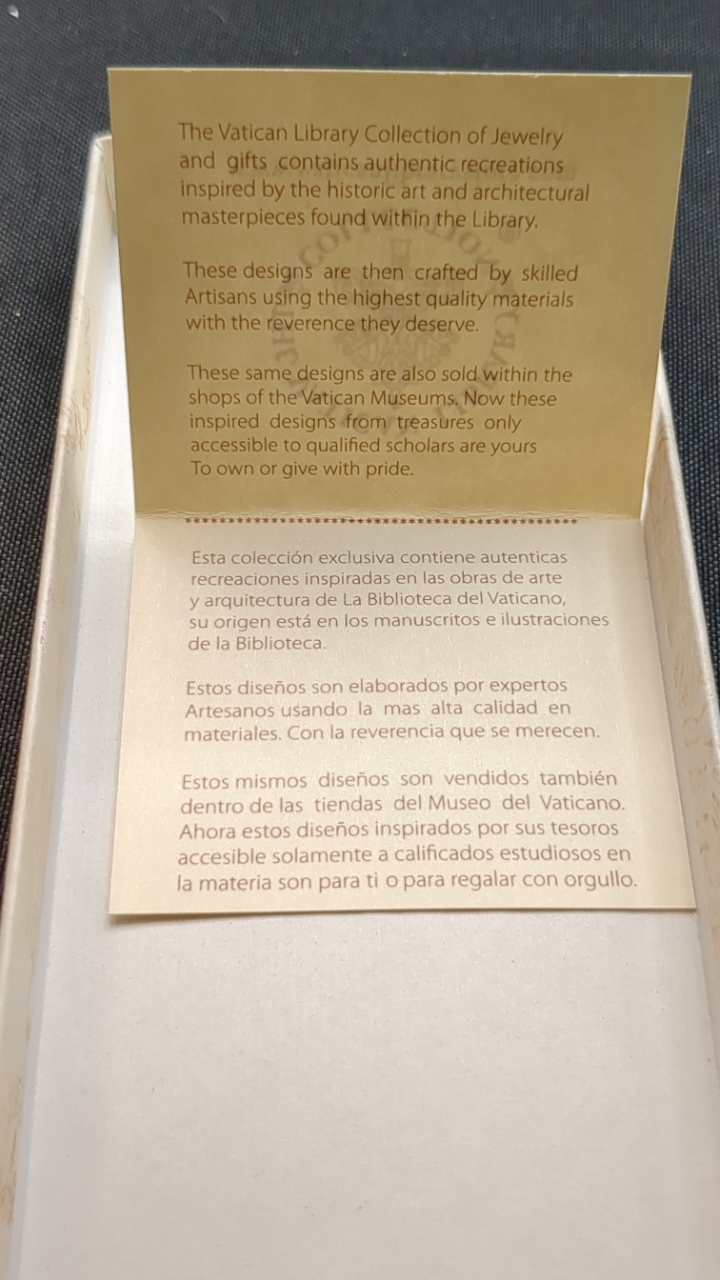 The Vatican Library Collection of Jewelry
and gifts contains authentic recreations
inspired by the historic art and architectural
masterpieces found within the Library.
These designs are then crafted by skilled
Artisans using the highest quality materials
with the reverence they deserve.
These same designs are also sold within the
shops of the Vatican Museums. Now these
inspired designs from treasures only
accessible to qualified scholars are yours
To own or give with pride.
Esta colección exclusiva contiene autenticas
recreaciones inspiradas en las obras de arte
y arquitectura de La Biblioteca del Vaticano,
su origen está en los manuscritos e ilustraciones
de la Biblioteca.
Estos diseños son elaborados por expertos
Artesanos usando la mas alta calidad en
materiales. Con la reverencia que se merecen.
Estos mismos diseños son vendidos también
dentro de las tiendas del Museo del Vaticano.
Ahora estos diseños inspirados por sus tesoros
accesible solamente a calificados estudiosos en
la materia son para ti o para regalar con orgullo.